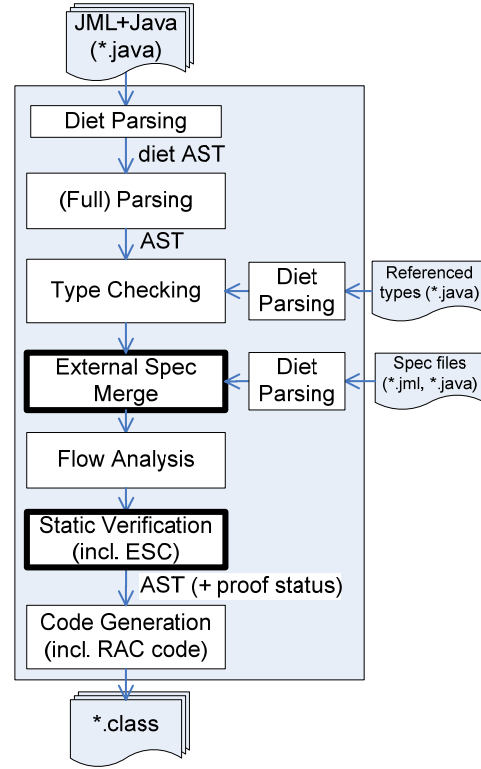 JML+Java
(*.java)
Diet Parsing
diet AST
(Full) Parsing
AST
Type Checking
Diet
Parsing
Referenced
types (*.java)
External Spec
Merge
Diet
Parsing
Spec files
(*.jml, *.java)
Flow Analysis
Static Verification
(incl. ESC)
AST (+ proof status)
Code Generation
(incl. RAC code)
*.class